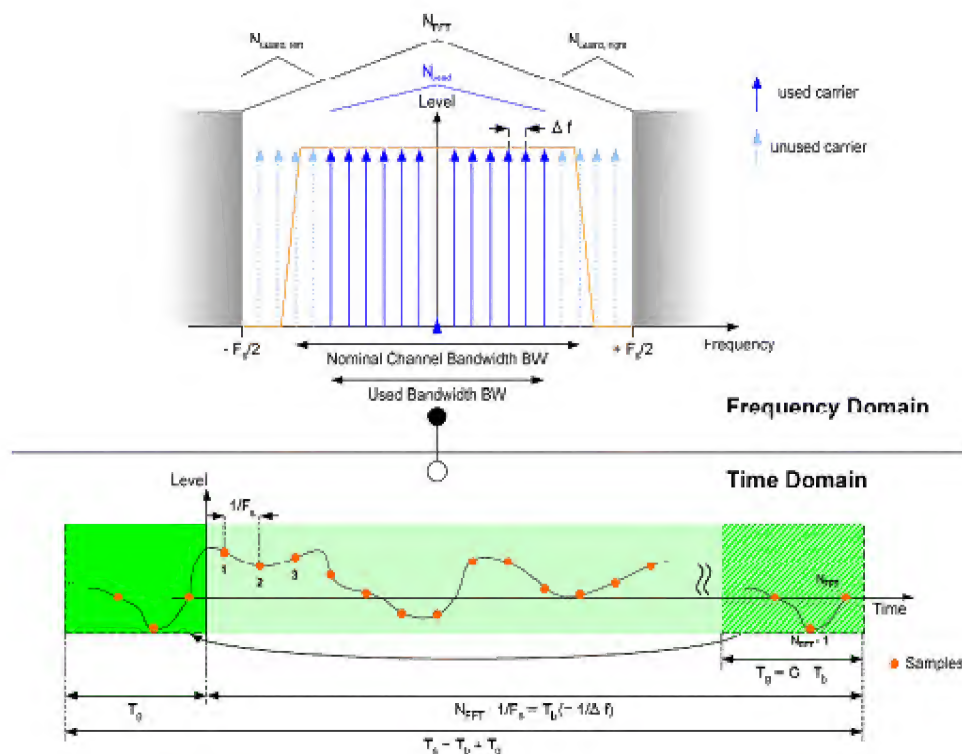 N_FFT
N_Guard, left
N_Guard, right
N_used
Level
Δ f
used carrier
unused carrier
- F_s/2
+ F_s/2
Frequency
Nominal Channel Bandwidth BW
Used Bandwidth BW
Frequency Domain
Time Domain
Level
1/F_s
1
2
3
N_FFT
Time
N_FFT - 1
T_g = G T_b
Samples
T_g
N_FFT · 1/F_s = T_b (= 1/Δ f)
T_s = T_b + T_g